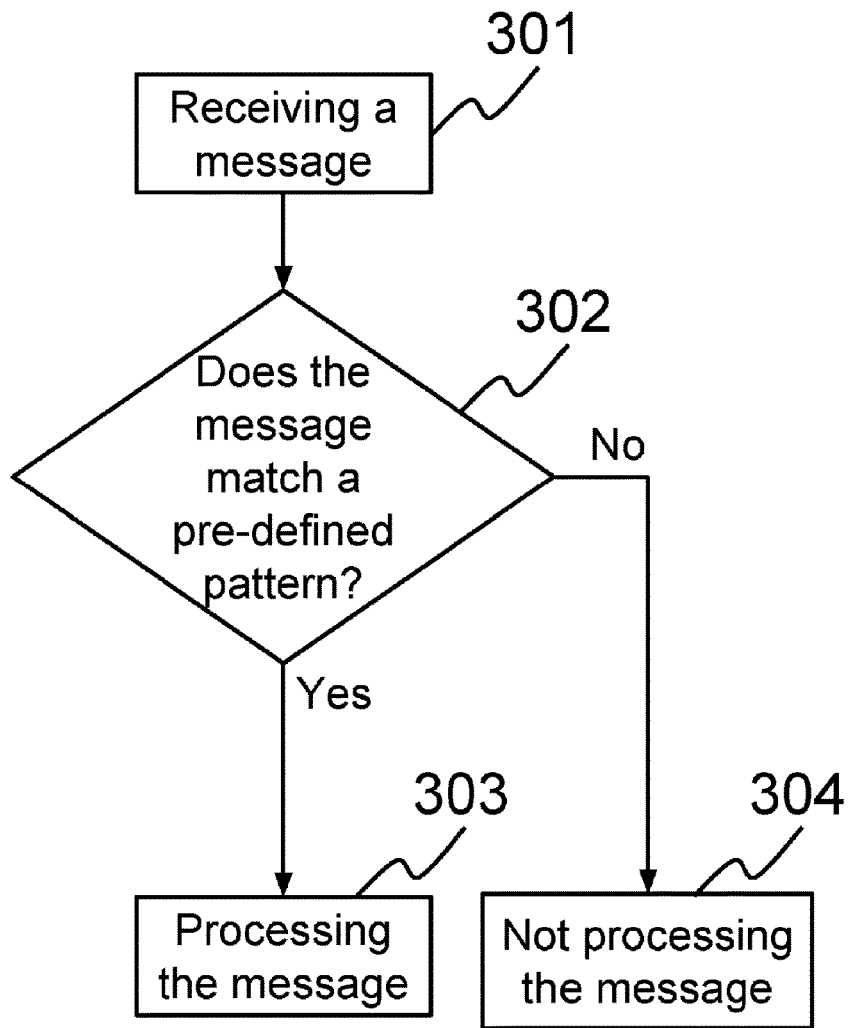 301
Receiving a
message
302
Does the
message
match a
pre-defined
pattern?
No
Yes
303
304
Processing
the message
Not processing
the message